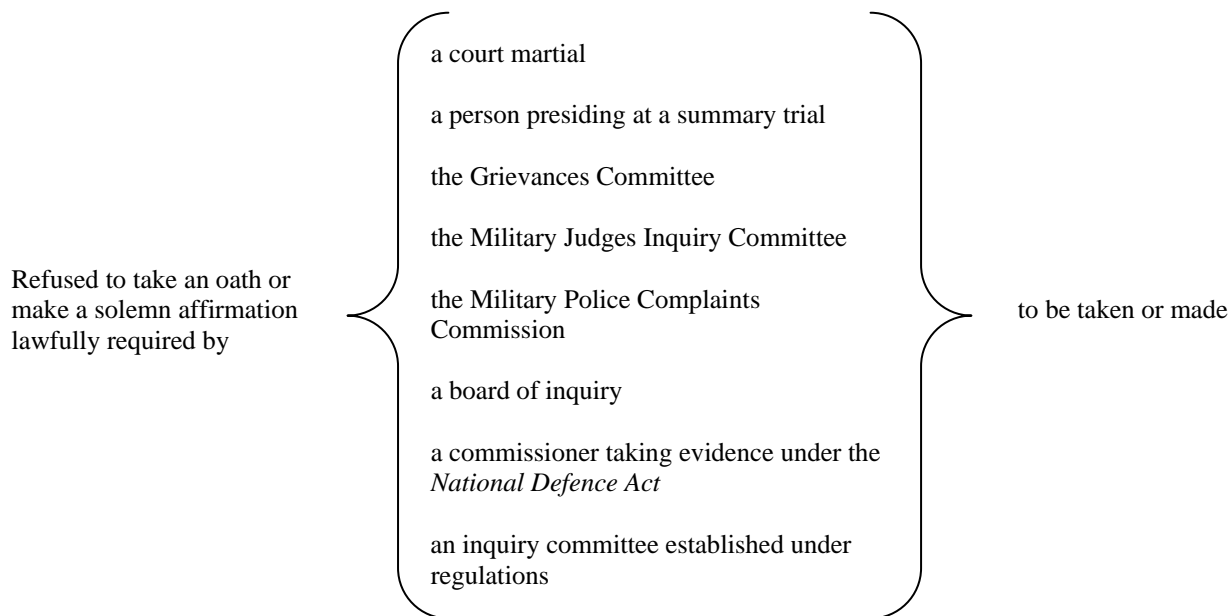 Refused to take an oath or
make a solemn affirmation
lawfully required by
a court martial
a person presiding at a summary trial
the Grievances Committee
the Military Judges Inquiry Committee
the Military Police Complaints
Commission
a board of inquiry
a commissioner taking evidence under the
National Defence Act
an inquiry committee established under
regulations
to be taken or made